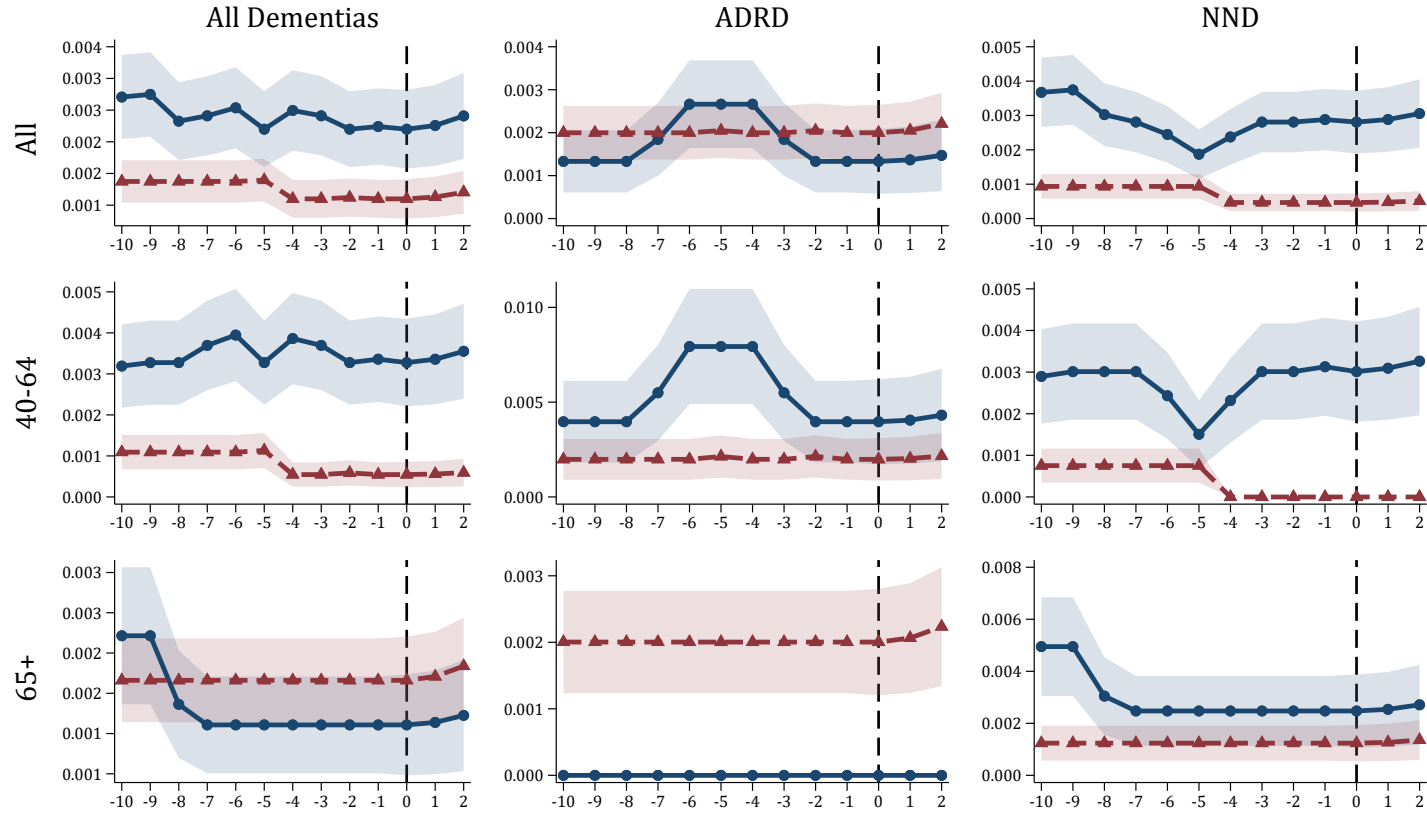 All Dementias ADRD NND
All
0.004 0.003 0.003 0.002 0.002 0.001
-10 -9 -8 -7 -6 -5 -4 -3 -2 -1 0 1 2
0.004 0.003 0.002 0.001 0.000
-10 -9 -8 -7 -6 -5 -4 -3 -2 -1 0 1 2
0.005 0.004 0.003 0.002 0.001 0.000
-10 -9 -8 -7 -6 -5 -4 -3 -2 -1 0 1 2
40-64
0.005 0.004 0.003 0.002 0.001 0.000
-10 -9 -8 -7 -6 -5 -4 -3 -2 -1 0 1 2
0.010 0.005 0.000
-10 -9 -8 -7 -6 -5 -4 -3 -2 -1 0 1 2
0.005 0.004 0.003 0.002 0.001 0.000
-10 -9 -8 -7 -6 -5 -4 -3 -2 -1 0 1 2
65+
0.003 0.003 0.002 0.002 0.001 0.001
-10 -9 -8 -7 -6 -5 -4 -3 -2 -1 0 1 2
0.003 0.002 0.001 0.000
-10 -9 -8 -7 -6 -5 -4 -3 -2 -1 0 1 2
0.008 0.006 0.004 0.002 0.000
-10 -9 -8 -7 -6 -5 -4 -3 -2 -1 0 1 2